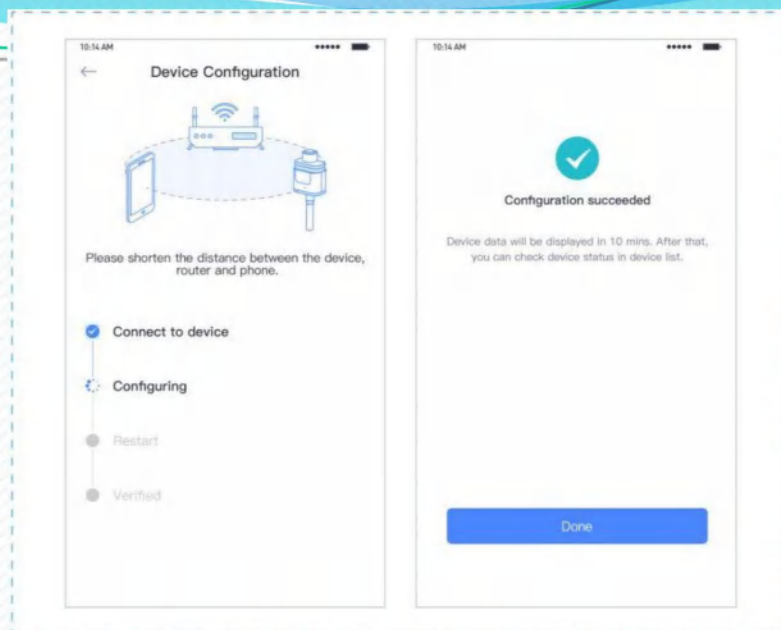 10:14 AM
Device Configuration
Please shorten the distance between the device,
router and phone.
Connect to device
Configuring
Restart
Verified
10:14 AM
Configuration succeeded
Device data will be displayed in 10 mins. After that,
you can check device status in device list.
Done